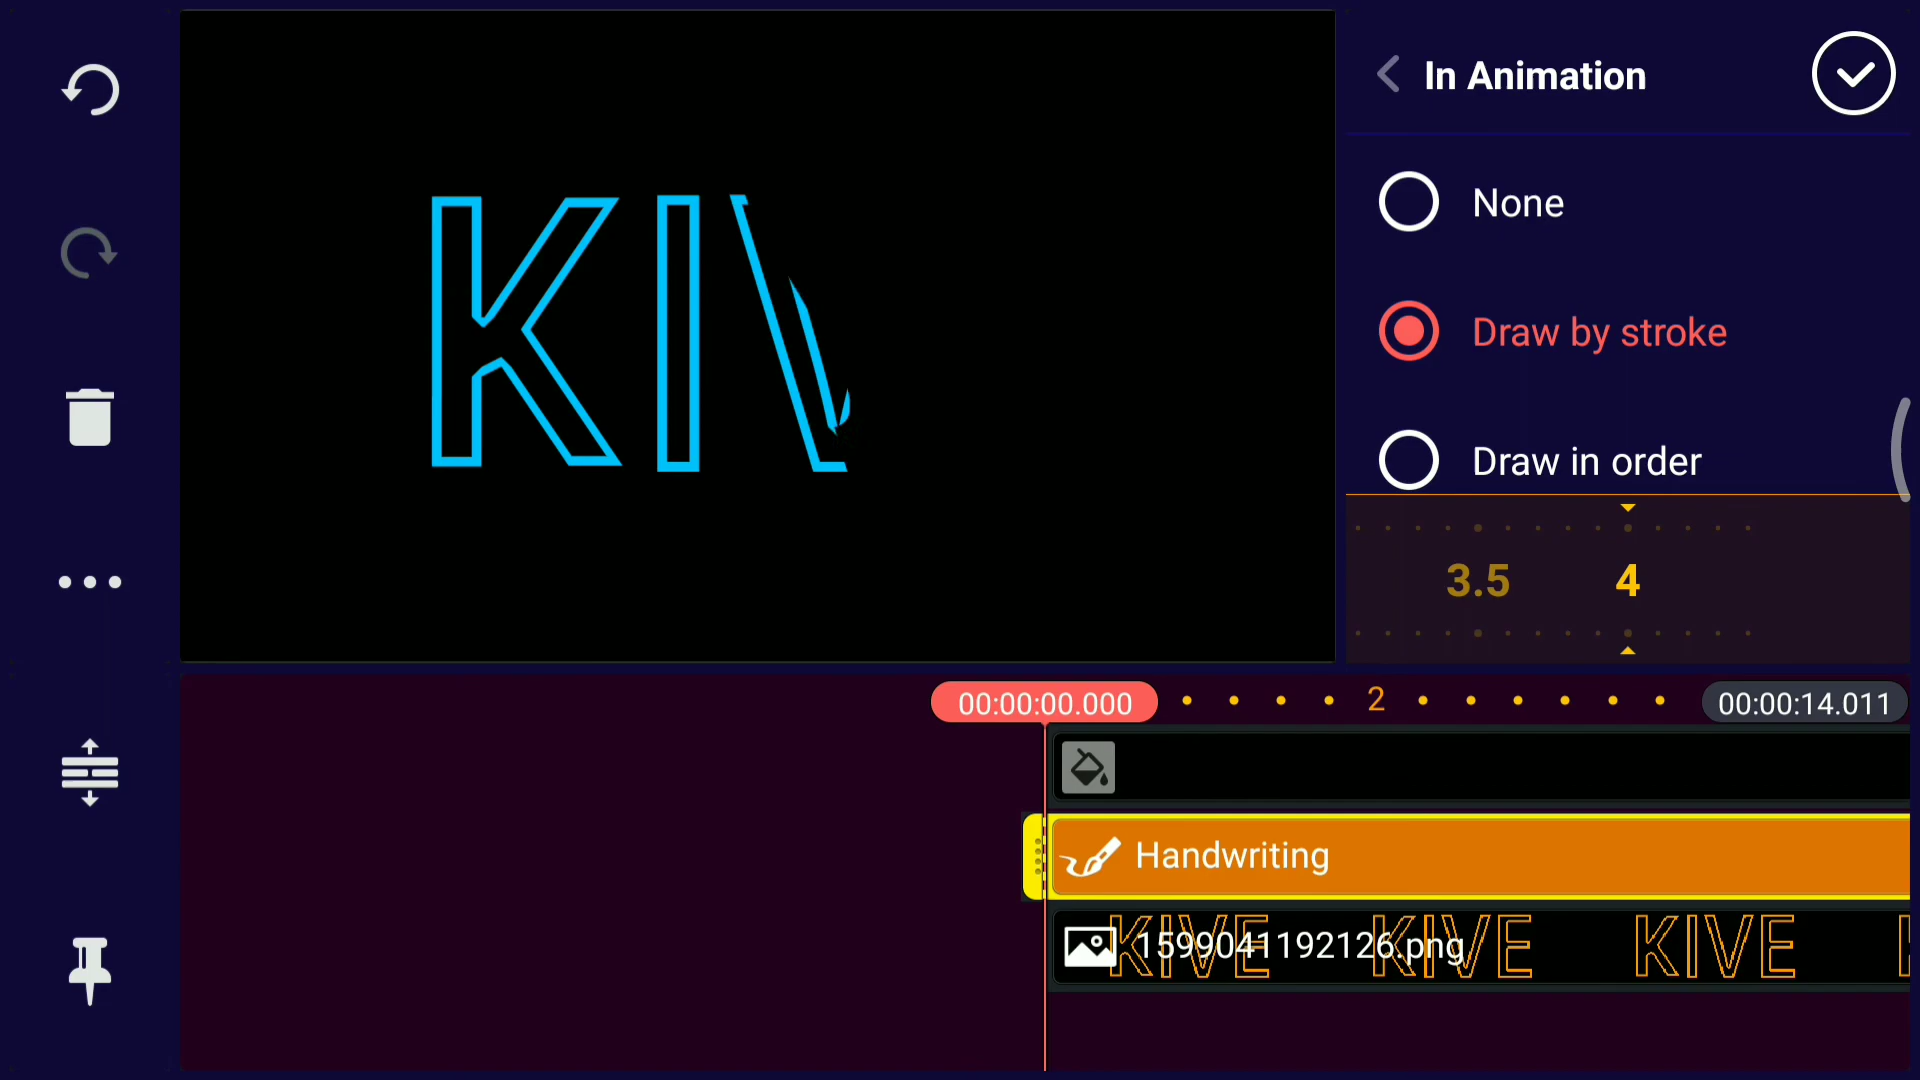 In Animation
None
Draw by stroke
Draw in order
3.5 4
KIV
00:00:00.000 2 00:00:14.011
Handwriting
1599041192126.png
KIVE KIVE KIVE